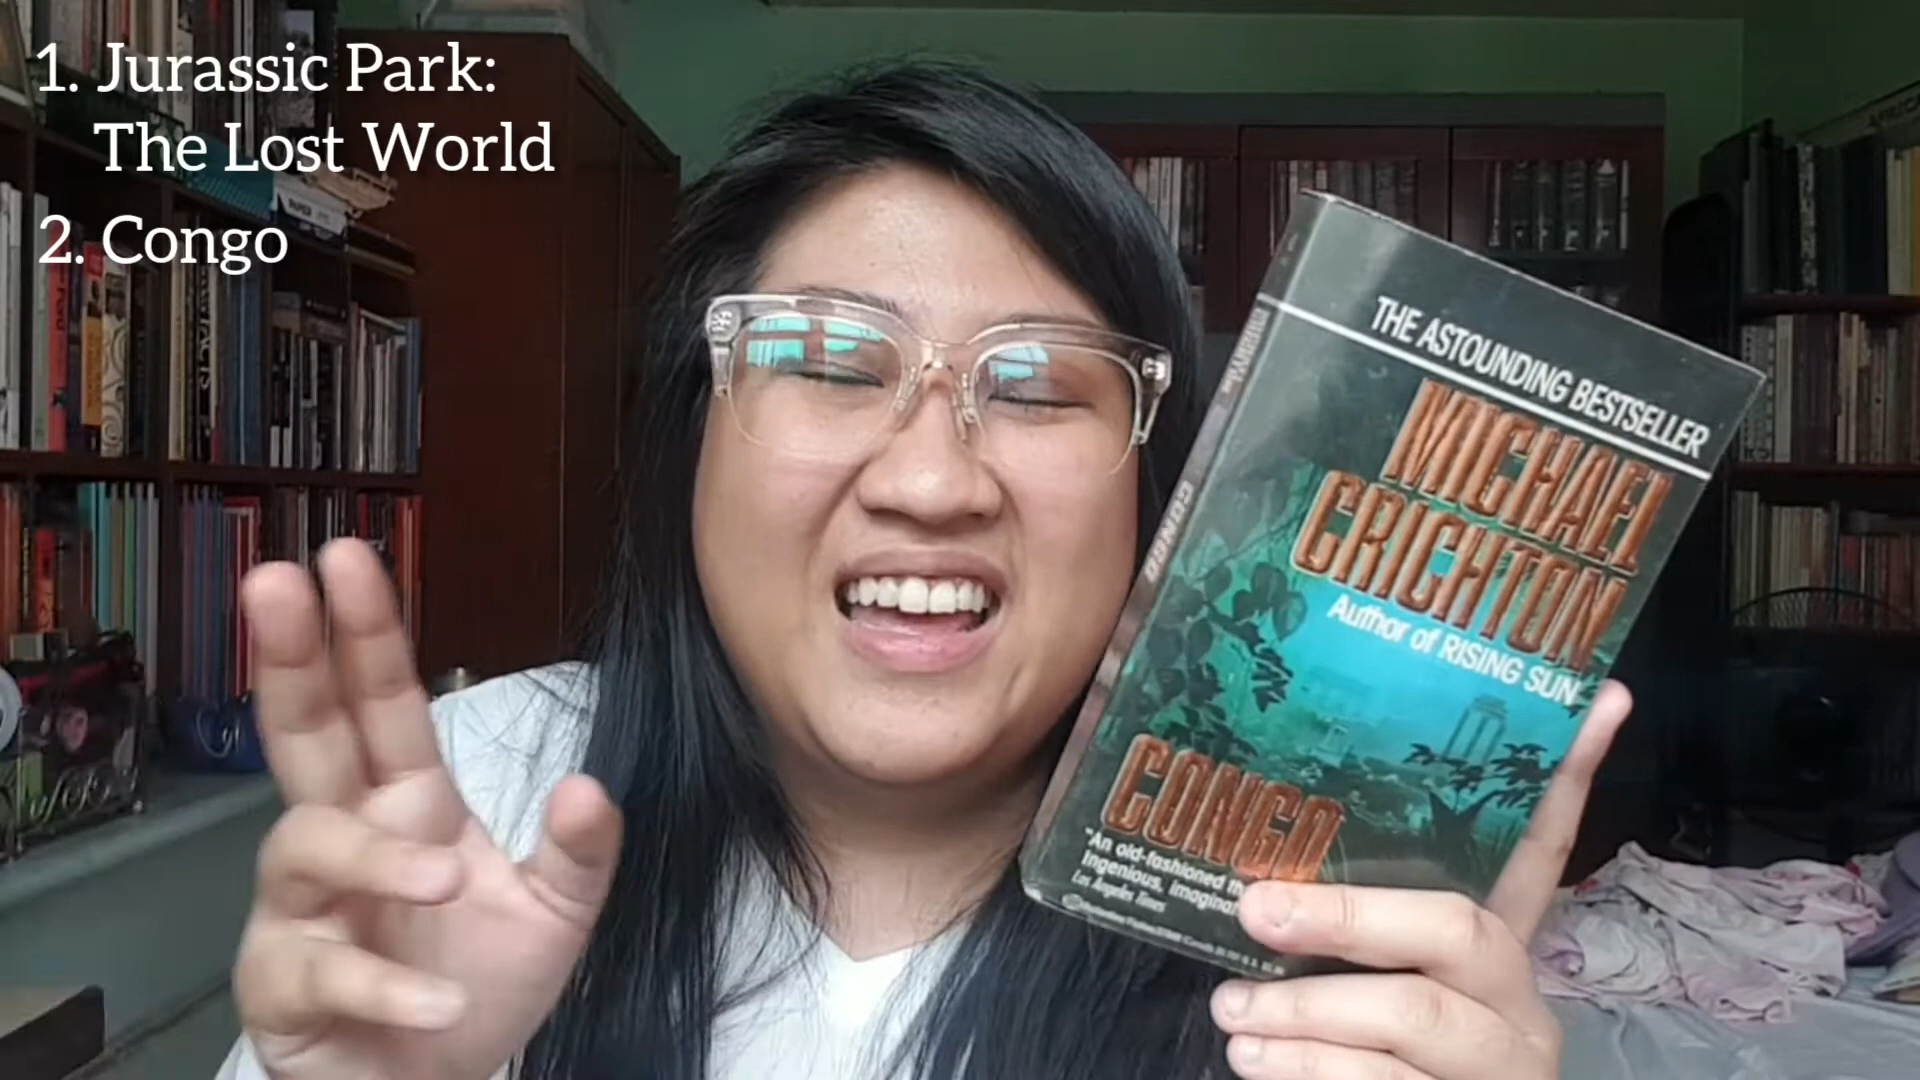 1. Jurassic Park:
The Lost World
2. Congo
THE ASTOUNDING BESTSELLER
MICHAEL
CRICHTON
Author of RISING SUN
CONGO
"An old-fashioned
Ingenious,
Los Angeles Times
CONGO